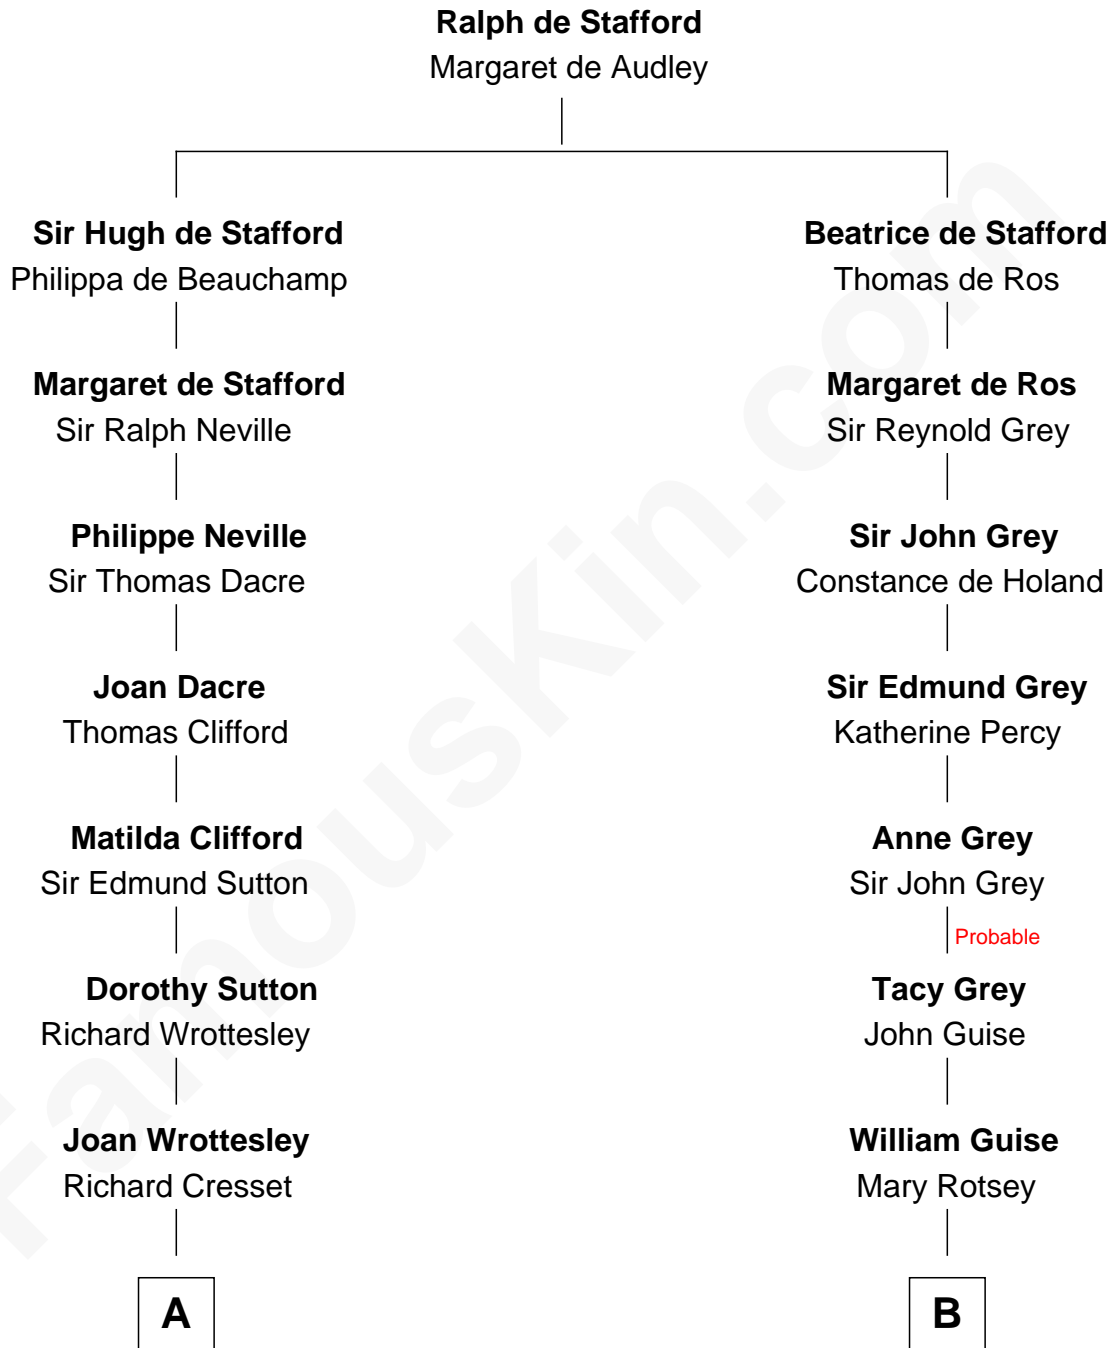 Ralph de Stafford
Margaret de Audley
Sir Hugh de Stafford
Philippa de Beauchamp
Margaret de Stafford
Sir Ralph Neville
Philippe Neville
Sir Thomas Dacre
Joan Dacre
Thomas Clifford
Matilda Clifford
Sir Edmund Sutton
Dorothy Sutton
Richard Wrottesley
Joan Wrottesley
Richard Cresset
A
Beatrice de Stafford
Thomas de Ros
Margaret de Ros
Sir Reynold Grey
Sir John Grey
Constance de Holand
Sir Edmund Grey
Katherine Percy
Anne Grey
Sir John Grey
Probable
Tacy Grey
John Guise
William Guise
Mary Rotsey
B
FamousKin.com